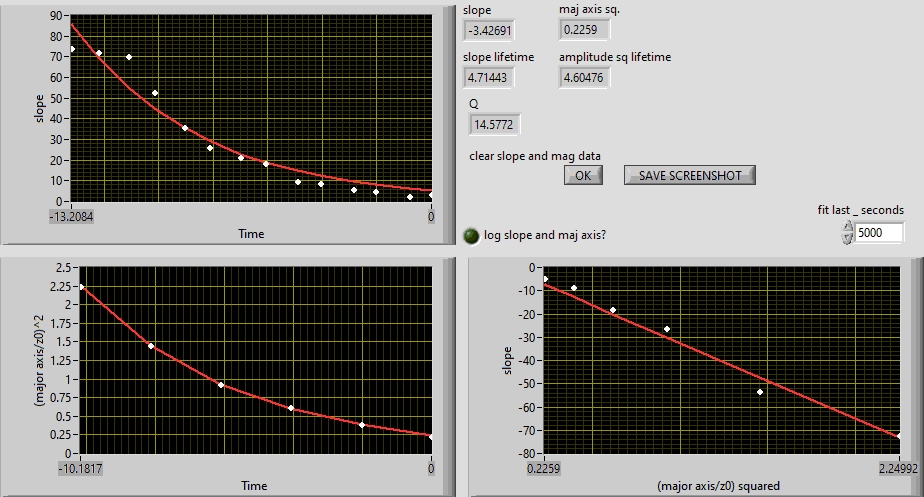 slope
-3.42691
maj axis sq.
0.2259
slope lifetime
4.71443
amplitude sq lifetime
4.60476
Q
14.5772
clear slope and mag data
OK
SAVE SCREENSHOT
log slope and maj axis?
fit last _ seconds
5000
90
80
70
60
50
40
30
20
10
0
slope
-13.2084
0
Time
2.5
2.25
2
1.75
1.5
1.25
1
0.75
0.5
0.25
0
(major axis/z0)^2
-10.1817
0
Time
0
-10
-20
-30
-40
-50
-60
-70
-80
slope
0.2259
2.24992
(major axis/z0) squared